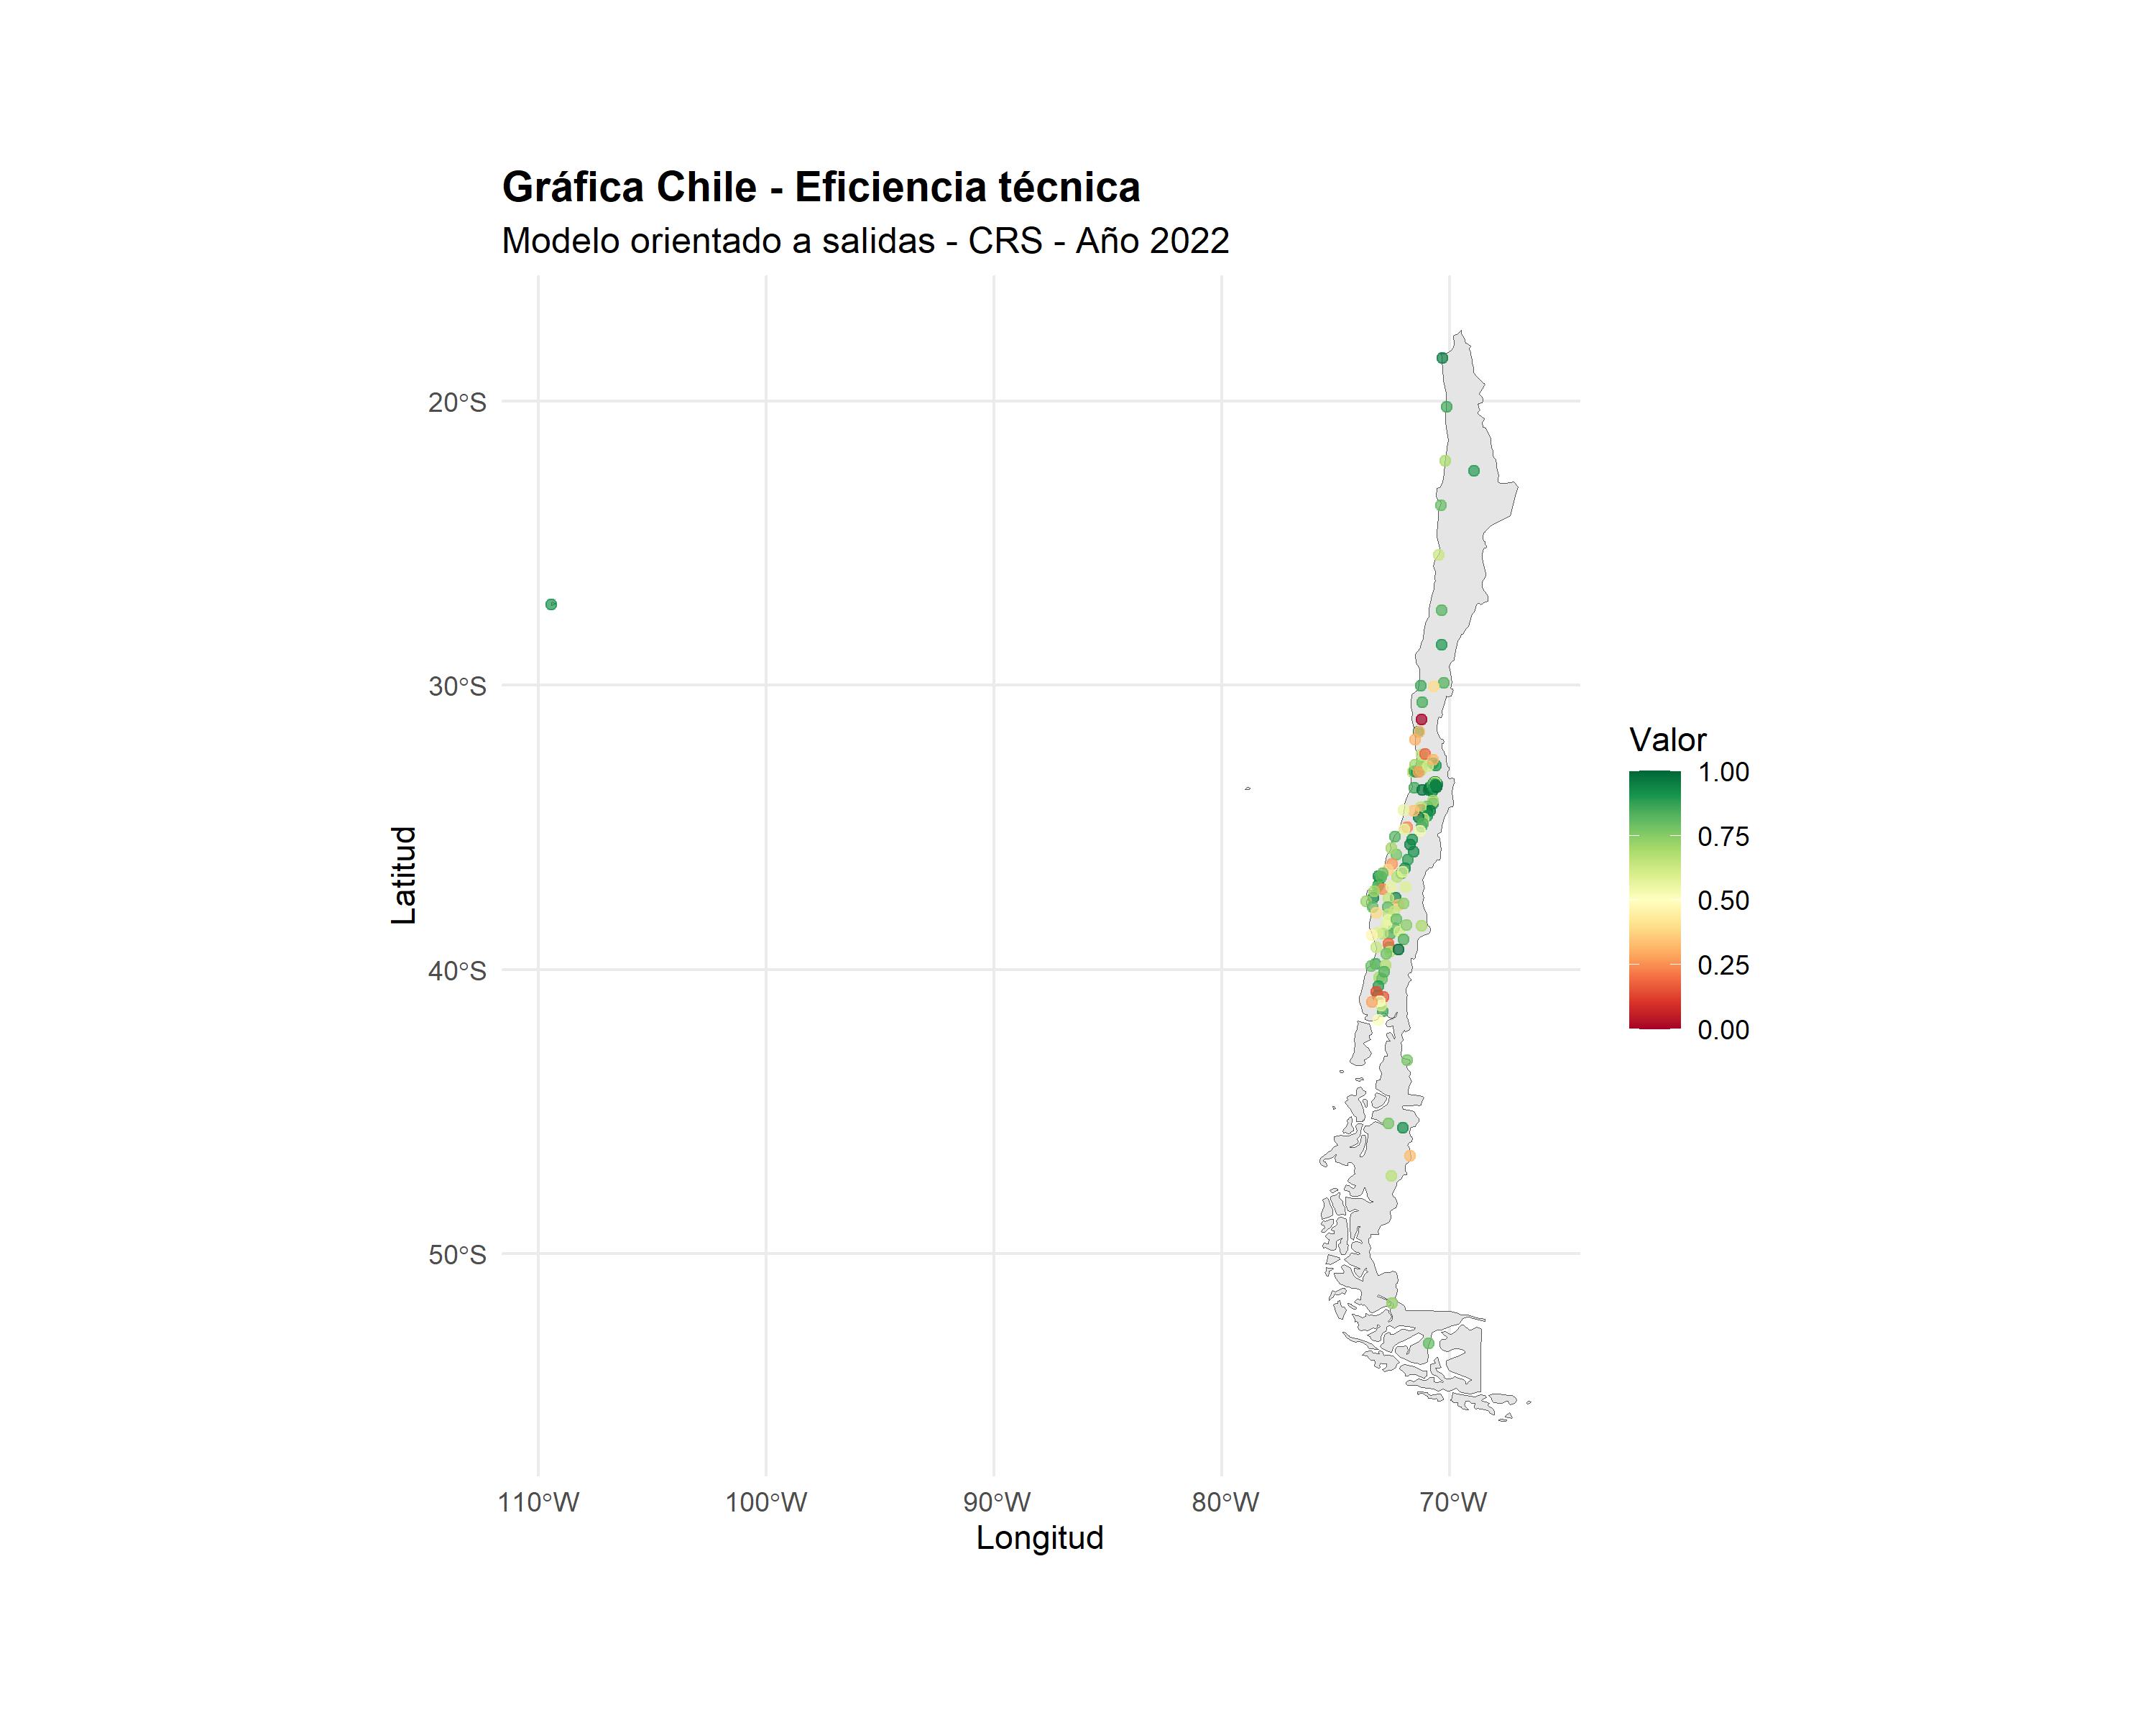 Gráfica Chile - Eficiencia técnica
Modelo orientado a salidas - CRS - Año 2022
20°S
30°S
40°S
50°S
Latitud
110°W
100°W
90°W
80°W
70°W
Longitud
Valor
1.00
0.75
0.50
0.25
0.00